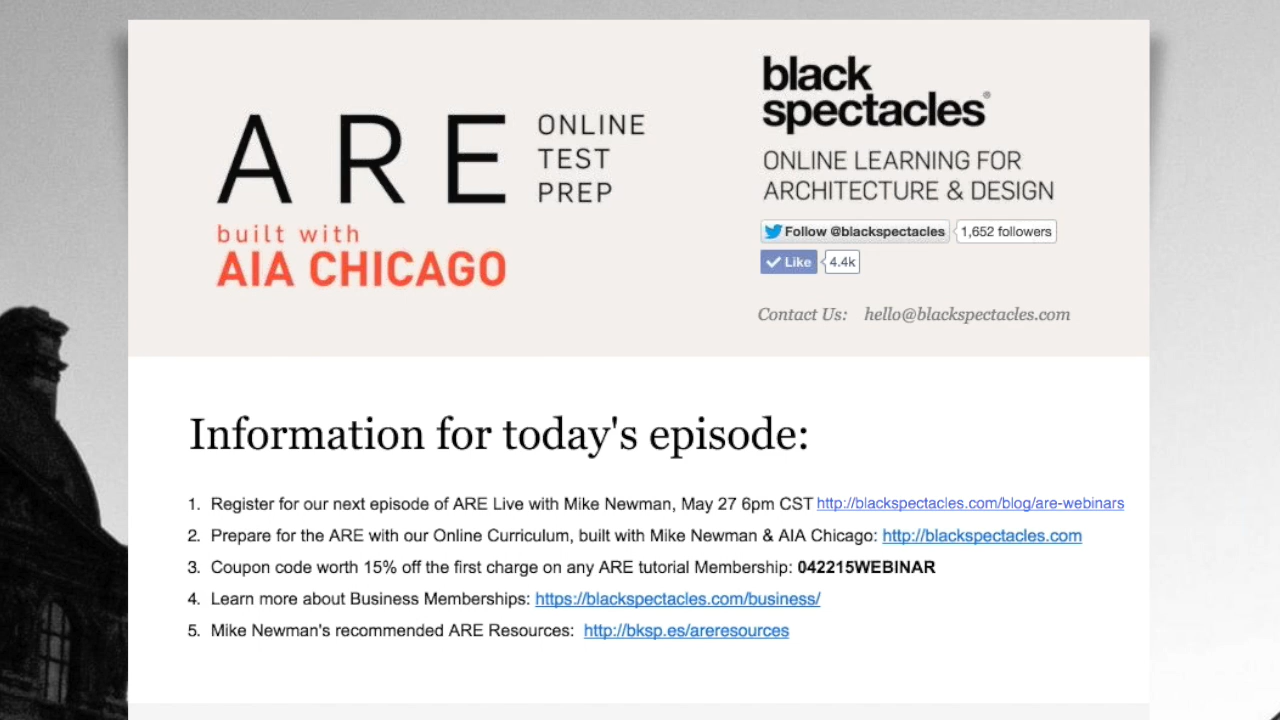 A R E
ONLINE
TEST
PREP
built with
AIA CHICAGO
black
spectacles®
ONLINE LEARNING FOR
ARCHITECTURE & DESIGN
Follow @blackspectacles 1,652 followers
Like 4.4k
Contact Us: hello@blackspectacles.com
Information for today's episode:
1. Register for our next episode of ARE Live with Mike Newman, May 27 6pm CST http://blackspectacles.com/blog/are-webinars
2. Prepare for the ARE with our Online Curriculum, built with Mike Newman & AIA Chicago: http://blackspectacles.com
3. Coupon code worth 15% off the first charge on any ARE tutorial Membership: 042215WEBINAR
4. Learn more about Business Memberships: https://blackspectacles.com/business/
5. Mike Newman's recommended ARE Resources: http://bksp.es/areresources